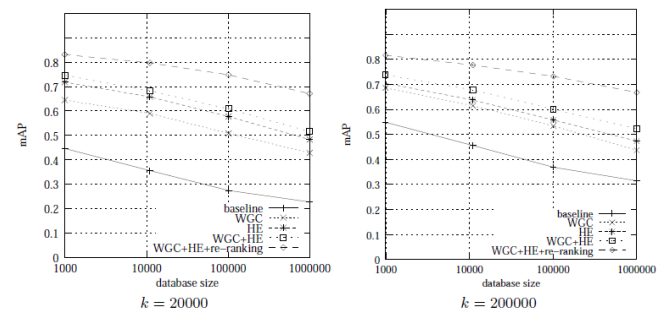 0.8
0.7
0.6
0.5
0.4
0.3
0.2
0.1
0
mAP
baseline
WGC
HE
WGC+HE
WGC+HE+re-ranking
1000 10000 100000 1000000
database size
k = 20000
0.8
0.7
0.6
0.5
0.4
0.3
0.2
0.1
0
mAP
baseline
WGC
HE
WGC+HE
WGC+HE+re-ranking
1000 10000 100000 1000000
database size
k = 200000